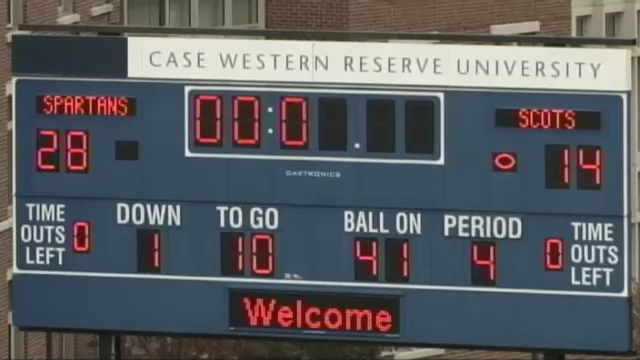 CASE WESTERN RESERVE UNIVERSITY
SPARTANS
00:0
SCOTS
28
14
DAKTRONICS
TIME OUTS LEFT 0
DOWN 1
TO GO 10
BALL ON 41
PERIOD 4
0 TIME OUTS LEFT
Welcome